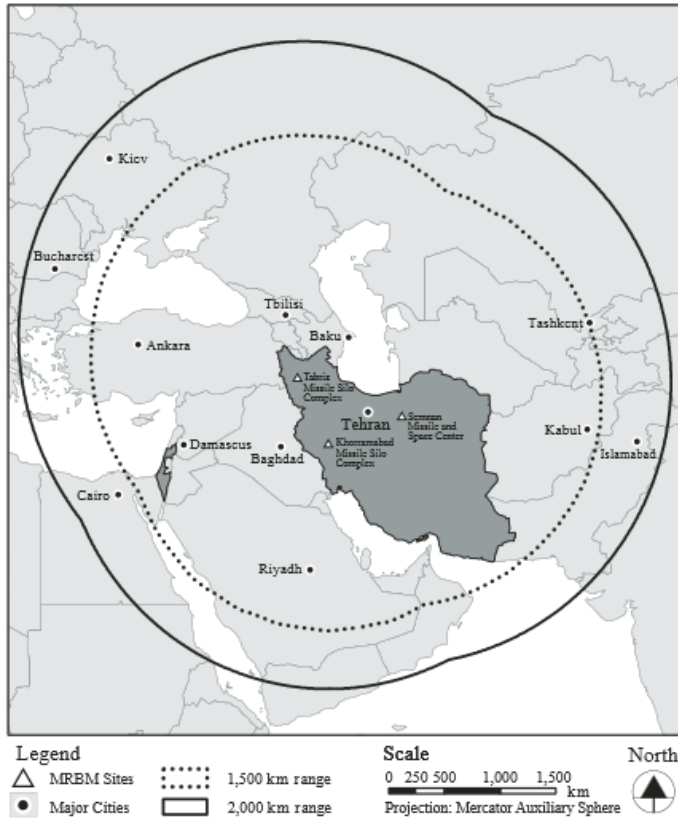 Kiev
Bucharest
Tbilisi
Tashkent
Baku
Ankara
Tabriz
Missile Silo
Complex
Tehran
Semnan
Missile and
Space Center
Damascus
Baghdad
Khorramabad
Missile Silo
Complex
Kabul
Islamabad
Cairo
Riyadh
Legend
MRBM Sites
1,500 km range
Major Cities
2,000 km range
Scale
0 250 500 1,000 1,500
km
Projection: Mercator Auxiliary Sphere
North